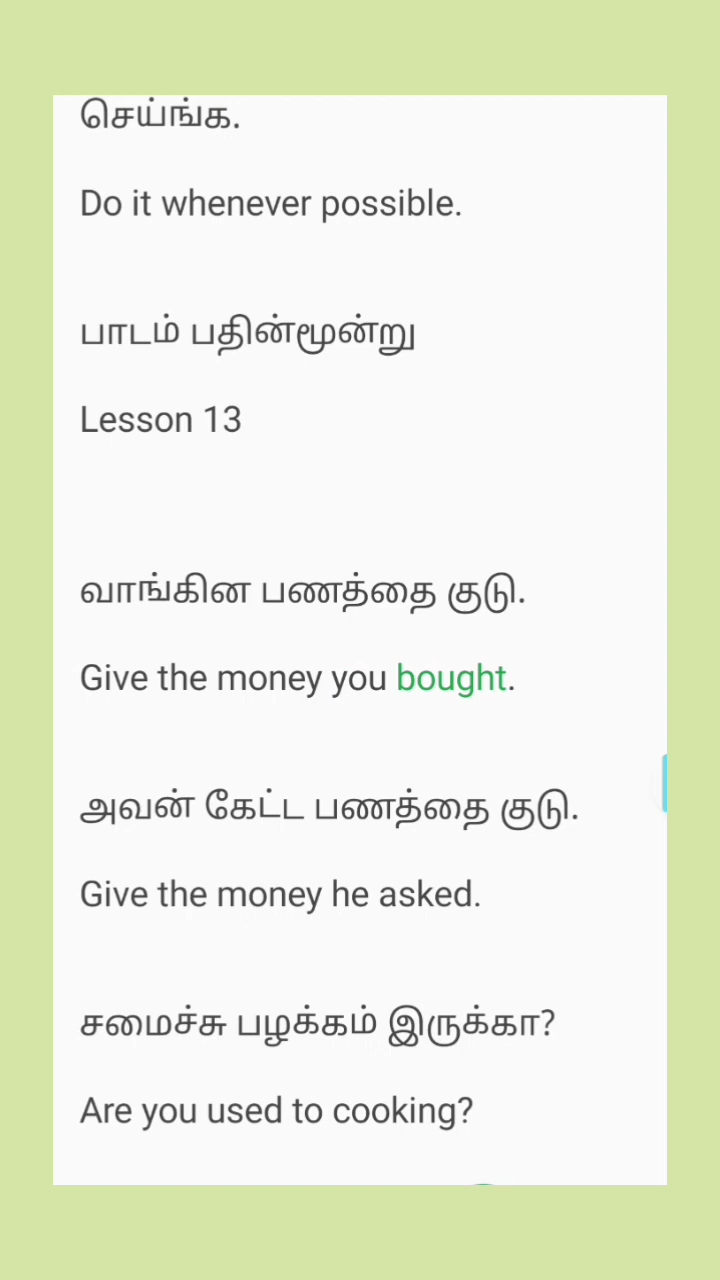 செய்ங்க.
Do it whenever possible.
பாடம் பதின்மூன்று
Lesson 13
வாங்கின பணத்தை குடு.
Give the money you bought.
அவன் கேட்ட பணத்தை குடு.
Give the money he asked.
சமைச்சு பழக்கம் இருக்கா?
Are you used to cooking?